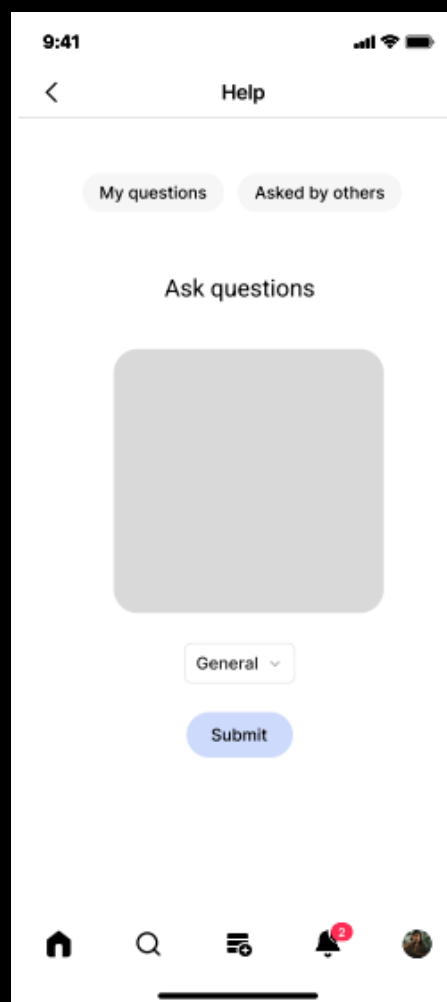 9:41
Help
My questions
Asked by others
Ask questions
General
Submit
2